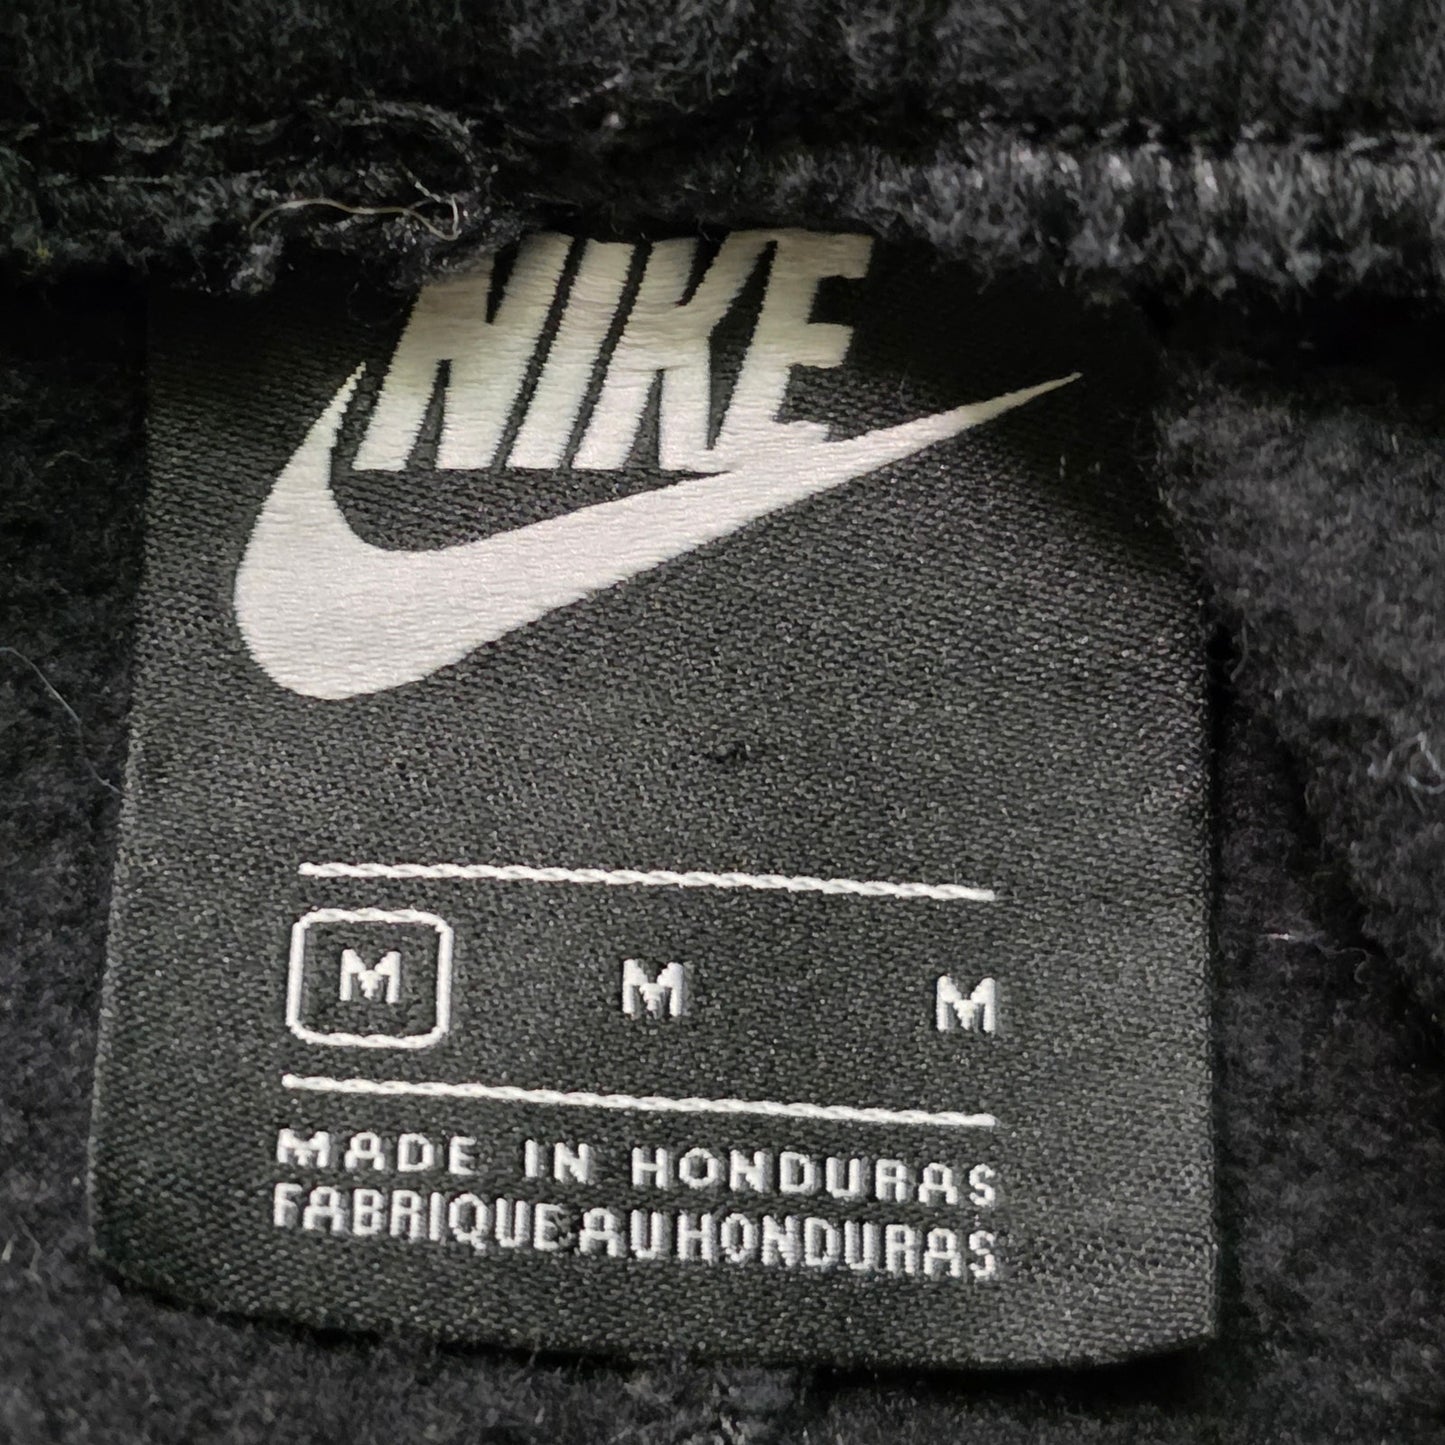 NIKE
M M M
MADE IN HONDURAS
FABRIQUE AU HONDURAS